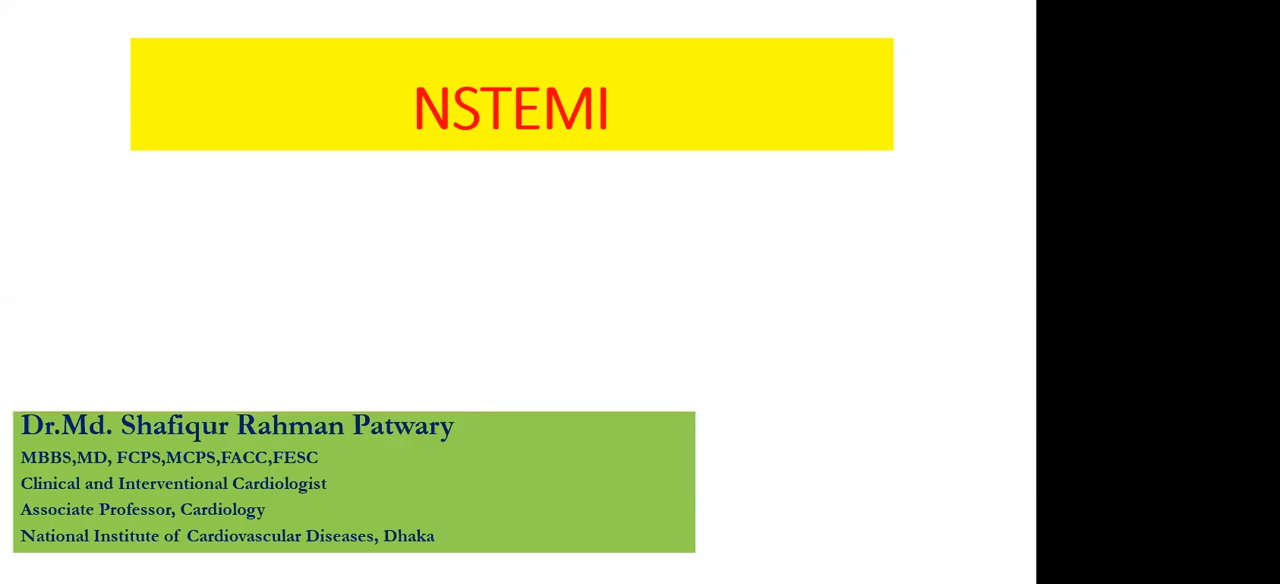 NSTEMI
Dr.Md. Shafiqur Rahman Patwary
MBBS,MD, FCPS,MCPS,FACC,FESC
Clinical and Interventional Cardiologist
Associate Professor, Cardiology
National Institute of Cardiovascular Diseases, Dhaka